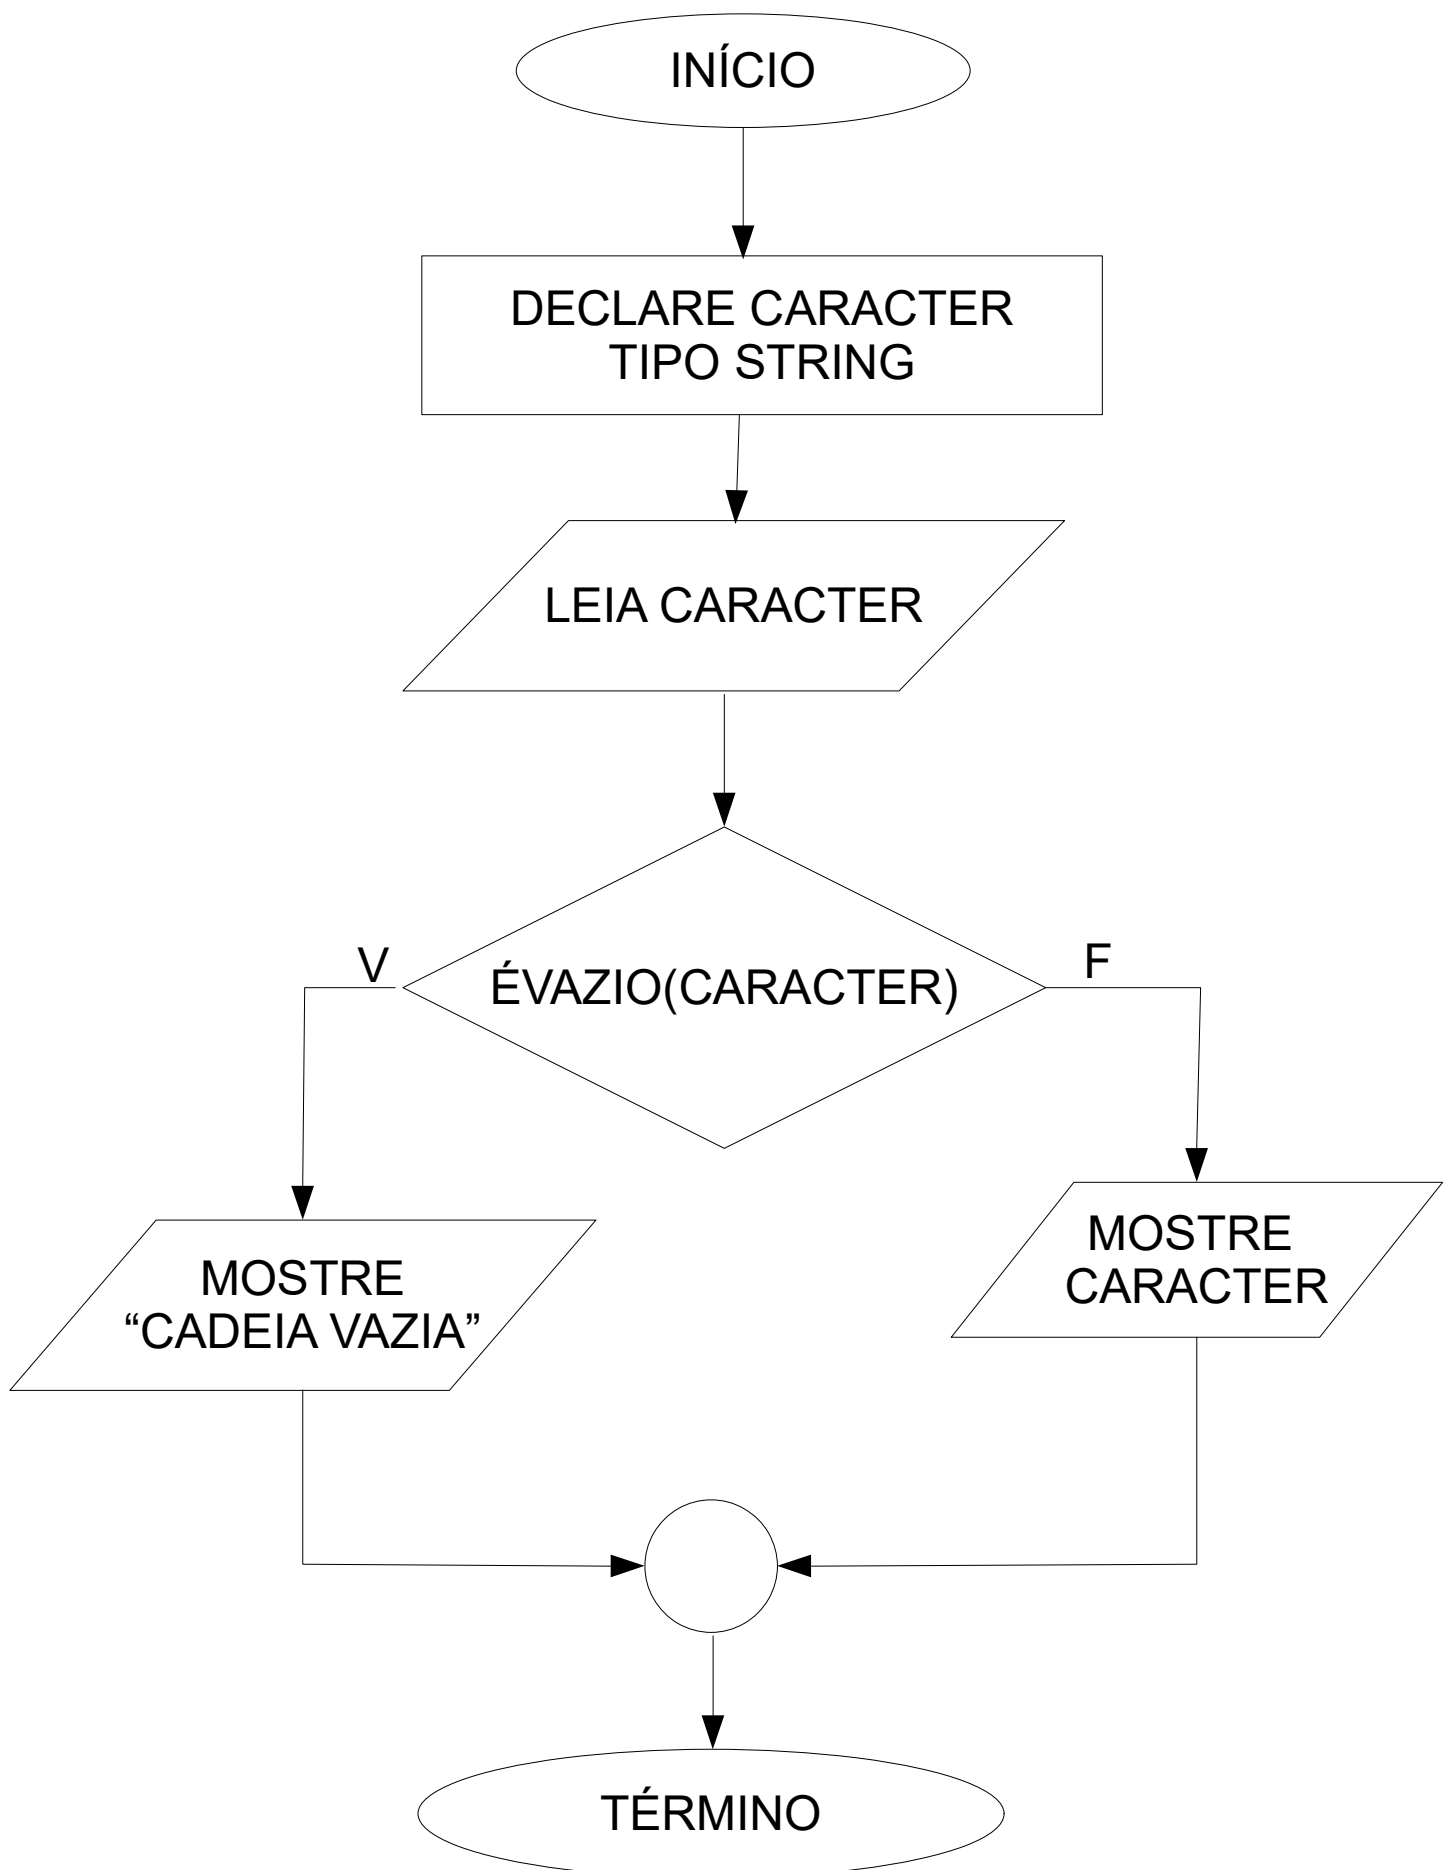 INÍCIO
DECLARE CARACTER
TIPO STRING
LEIA CARACTER
V
F
ÉVAZIO(CARACTER)
MOSTRE
“CADEIA VAZIA”
MOSTRE
CARACTER
TÉRMINO